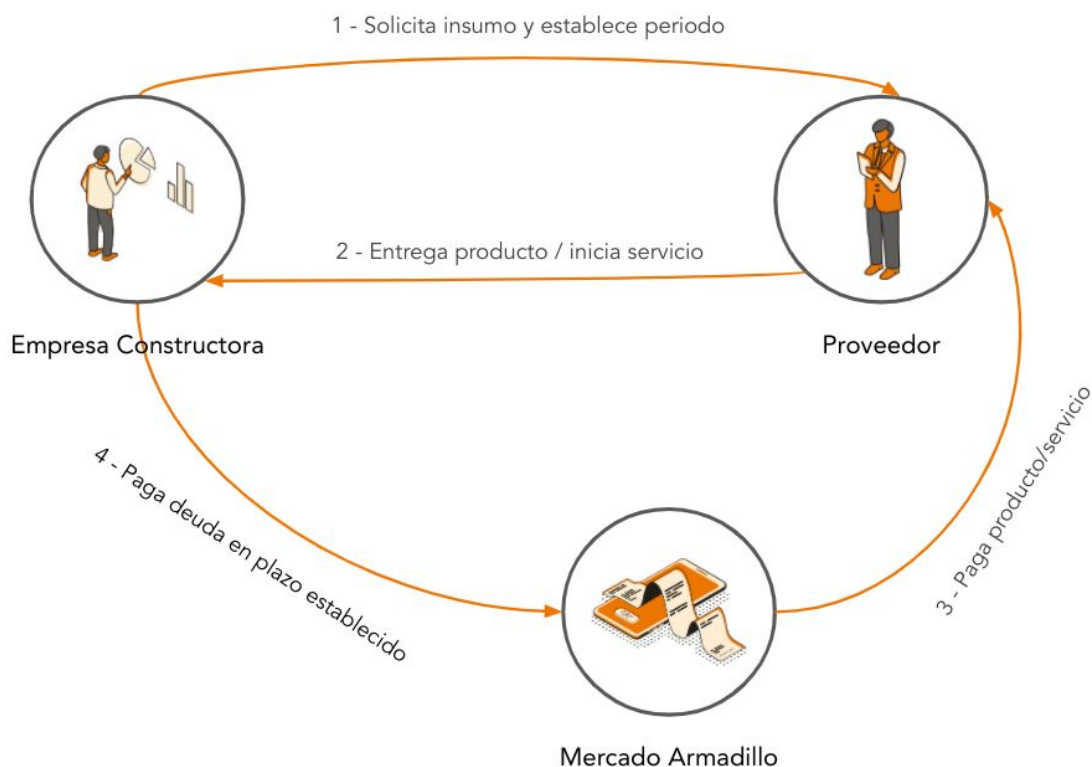 1 - Solicita insumo y establece periodo
2 - Entrega producto / inicia servicio
Empresa Constructora
Proveedor
4 - Paga deuda en plazo establecido
3 - Paga producto/servicio
Mercado Armadillo